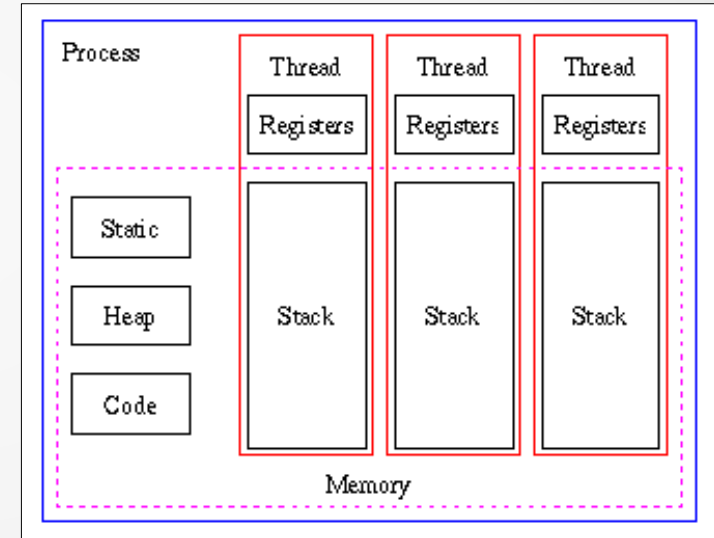 Process
Thread Thread Thread
Registers Registers Registers
Static
Heap Stack Stack Stack
Code
Memory